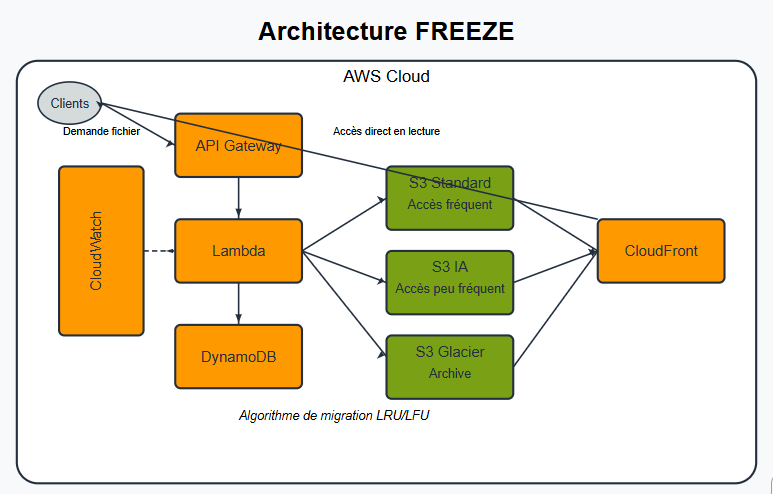 Architecture FREEZE
AWS Cloud
Clients
Demande fichier
Accès direct en lecture
API Gateway
CloudWatch
Lambda
DynamoDB
S3 Standard
Accès fréquent
S3 IA
Accès peu fréquent
S3 Glacier
Archive
CloudFront
Algorithme de migration LRU/LFU